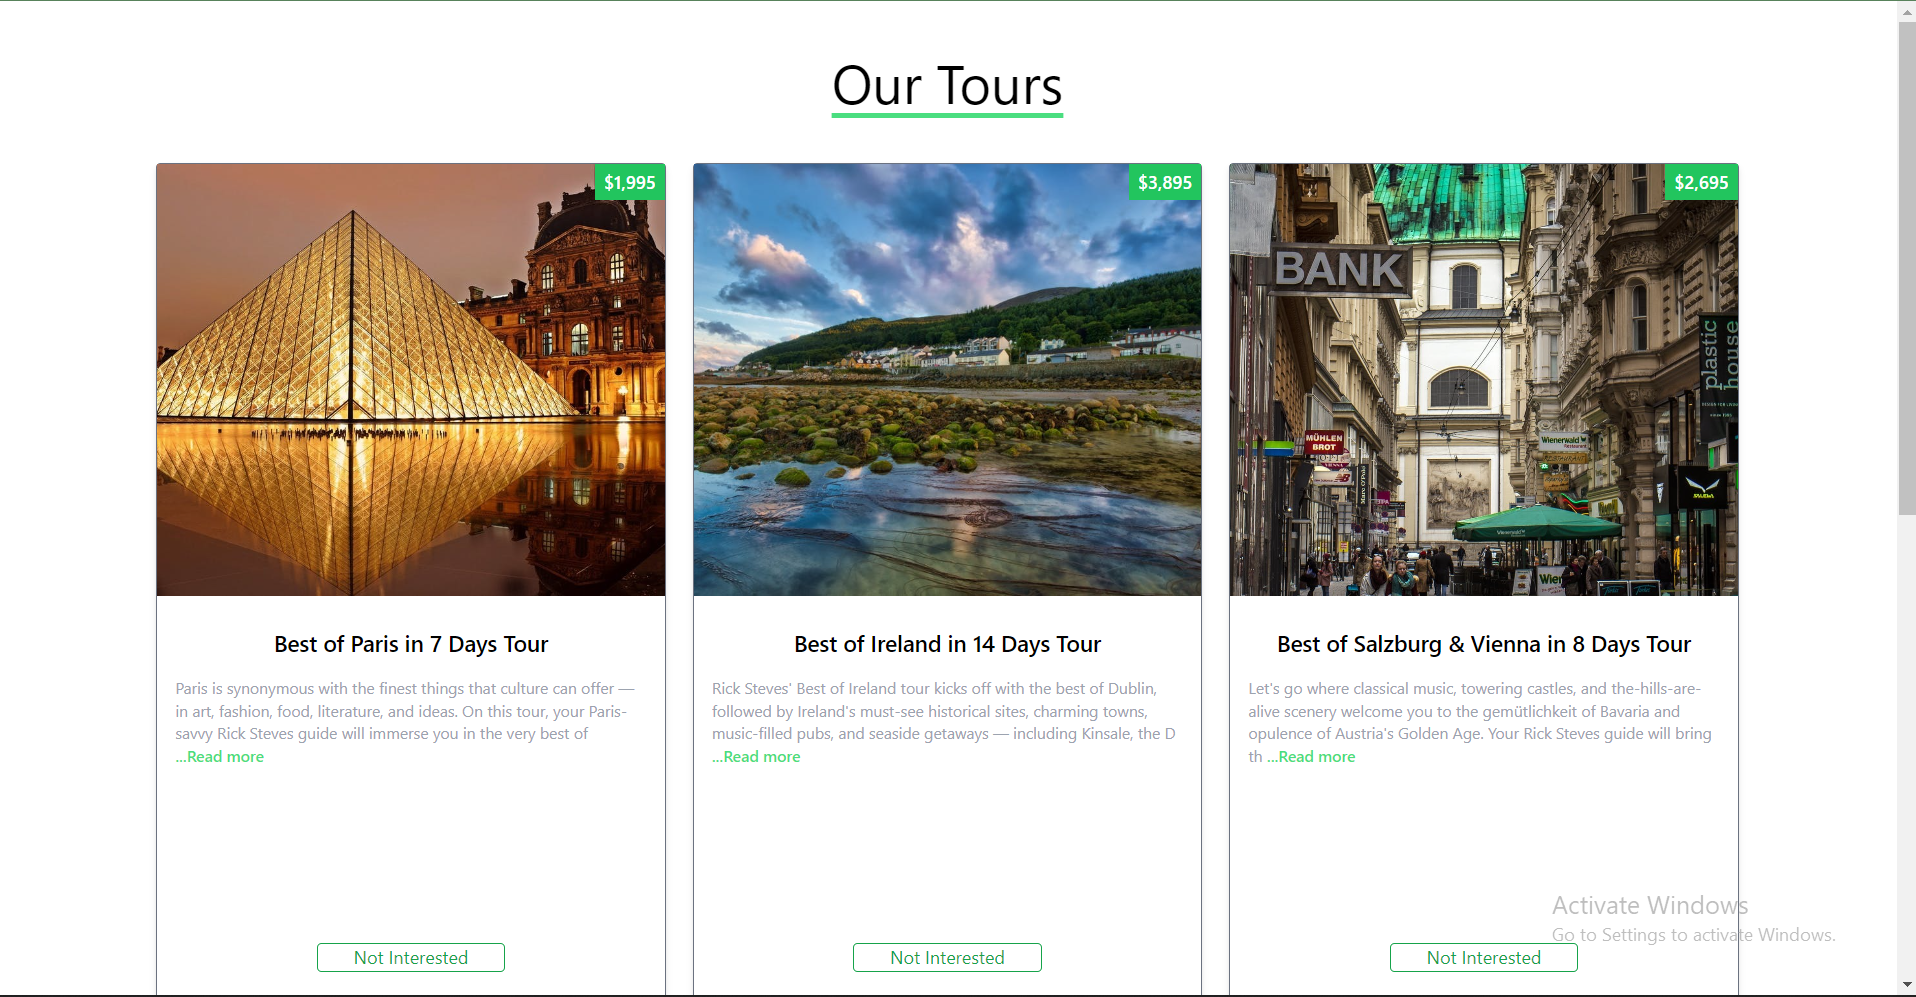 Our Tours
$1,995
$3,895
$2,695
BANK
plastic
house
MÜHLEN
BROT
Wienerwald
Restaurant
Marc O'Polo
Wienerwald
Wien
SALEWA
Best of Paris in 7 Days Tour
Paris is synonymous with the finest things that culture can offer —
in art, fashion, food, literature, and ideas. On this tour, your Paris-
savvy Rick Steves guide will immerse you in the very best of
...Read more
Not Interested
Best of Ireland in 14 Days Tour
Rick Steves' Best of Ireland tour kicks off with the best of Dublin,
followed by Ireland's must-see historical sites, charming towns,
music-filled pubs, and seaside getaways — including Kinsale, the D
...Read more
Not Interested
Best of Salzburg & Vienna in 8 Days Tour
Let's go where classical music, towering castles, and the-hills-are-
alive scenery welcome you to the gemütlichkeit of Bavaria and
opulence of Austria's Golden Age. Your Rick Steves guide will bring
th ...Read more
Not Interested
Activate Windows
Go to Settings to activate Windows.